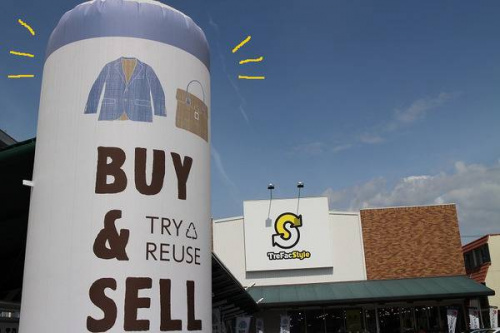 BUY
&
TRY
REUSE
SELL
TreFacStyle